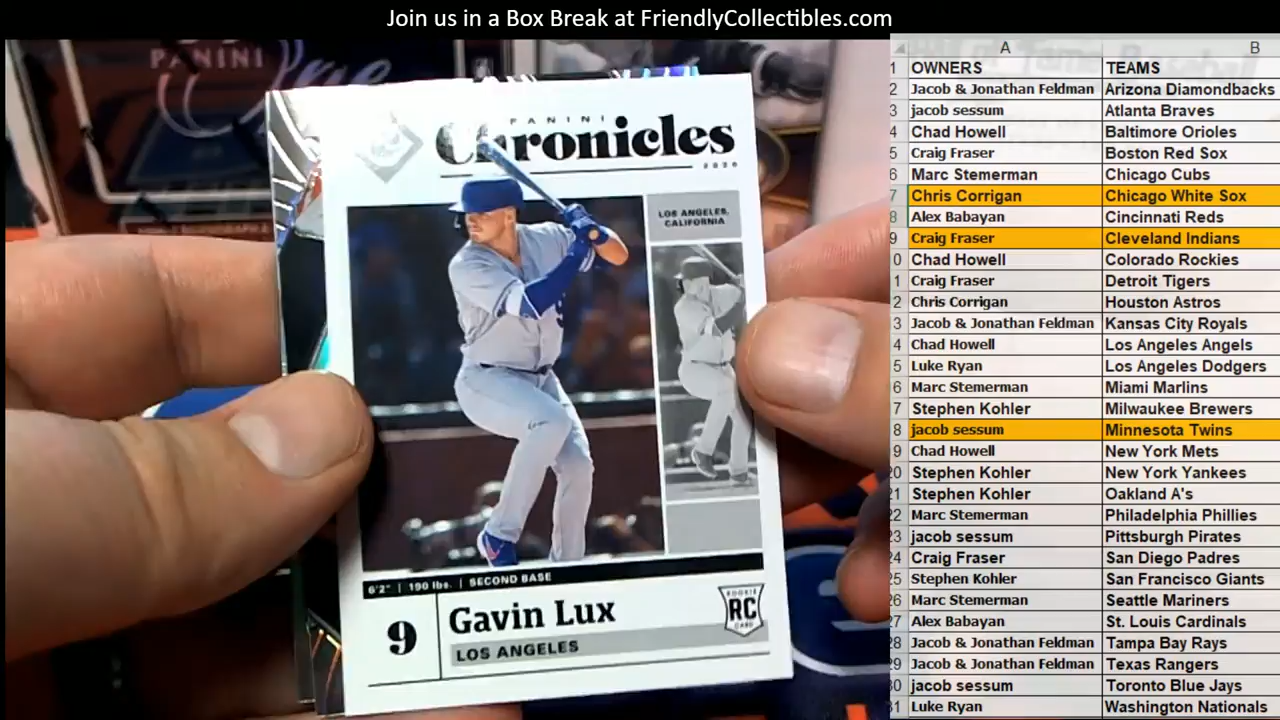 Join us in a Box Break at FriendlyCollectibles.com
PANINI
PANINI
Chronicles
2020
LOS ANGELES,
CALIFORNIA
6'2" | 190 lbs. | SECOND BASE
9
Gavin Lux
ROOKIE
RC
CARD
LOS ANGELES
A B
1 OWNERS TEAMS
2 Jacob & Jonathan Feldman Arizona Diamondbacks
3 jacob sessum Atlanta Braves
4 Chad Howell Baltimore Orioles
5 Craig Fraser Boston Red Sox
6 Marc Stemerman Chicago Cubs
7 Chris Corrigan Chicago White Sox
8 Alex Babayan Cincinnati Reds
9 Craig Fraser Cleveland Indians
0 Chad Howell Colorado Rockies
1 Craig Fraser Detroit Tigers
2 Chris Corrigan Houston Astros
3 Jacob & Jonathan Feldman Kansas City Royals
4 Chad Howell Los Angeles Angels
5 Luke Ryan Los Angeles Dodgers
6 Marc Stemerman Miami Marlins
7 Stephen Kohler Milwaukee Brewers
8 jacob sessum Minnesota Twins
9 Chad Howell New York Mets
20 Stephen Kohler New York Yankees
21 Stephen Kohler Oakland A's
22 Marc Stemerman Philadelphia Phillies
23 jacob sessum Pittsburgh Pirates
24 Craig Fraser San Diego Padres
25 Stephen Kohler San Francisco Giants
26 Marc Stemerman Seattle Mariners
27 Alex Babayan St. Louis Cardinals
28 Jacob & Jonathan Feldman Tampa Bay Rays
29 Jacob & Jonathan Feldman Texas Rangers
30 jacob sessum Toronto Blue Jays
31 Luke Ryan Washington Nationals